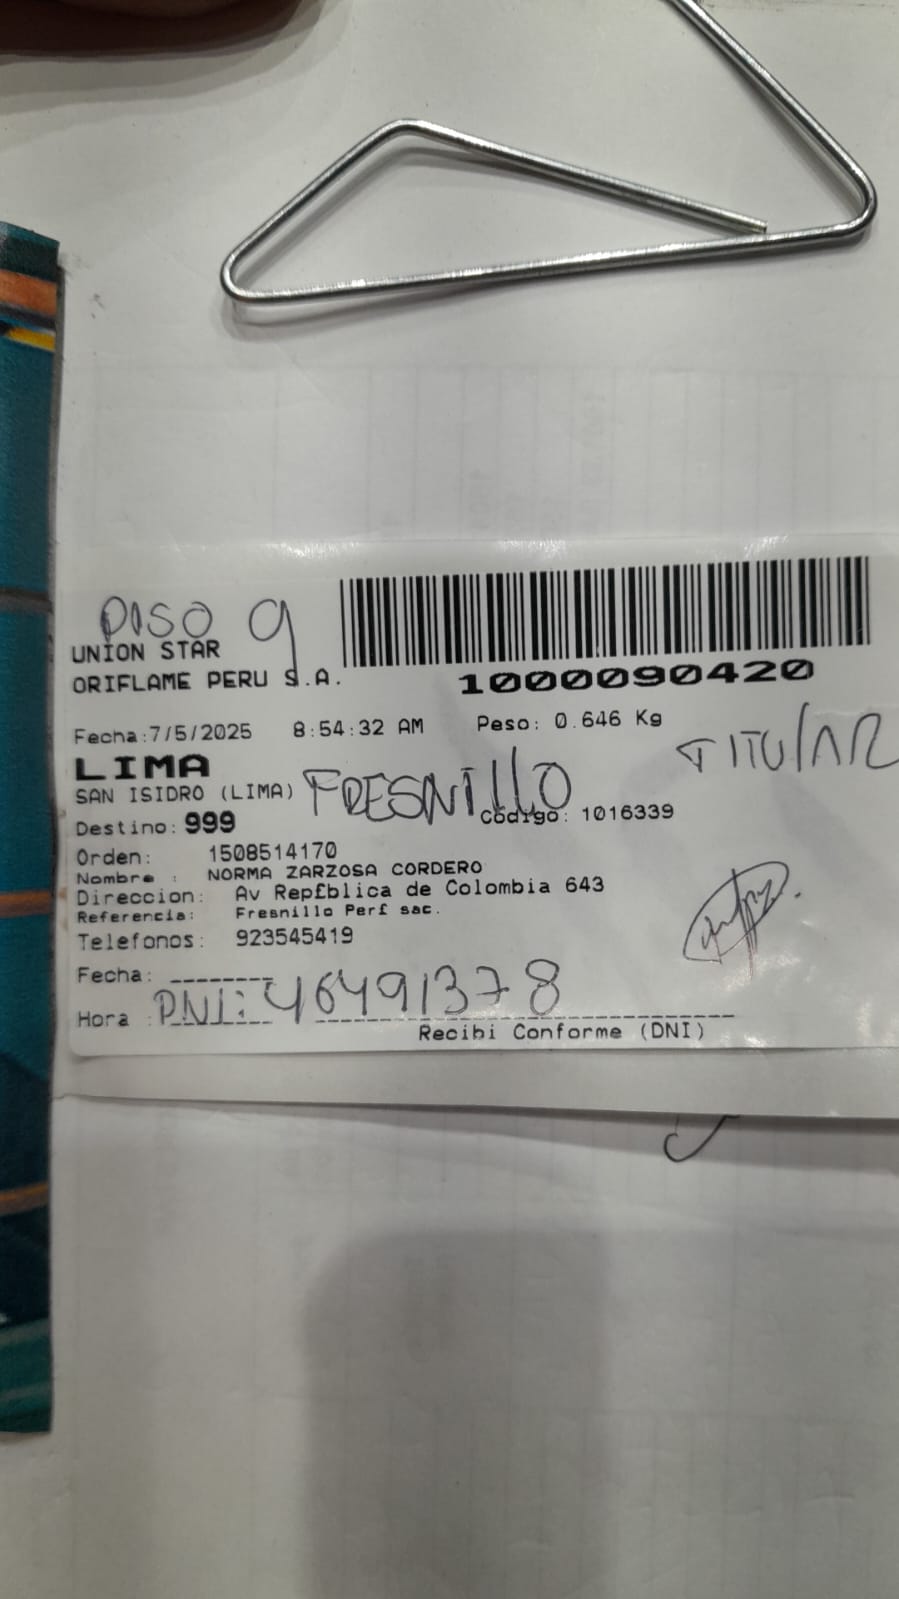 PISO 9
UNION STAR
ORIFLAME PERU S.A.
1000090420
Fecha:7/5/2025 8:54:32 AM Peso: 0.646 Kg
TITULAR
LIMA
SAN ISIDRO (LIMA) FRESNILLO
Destino: 999 Código: 1016339
Orden: 1508514170
Nombre : NORMA ZARZOSA CORDERO
Direccion: Av Rep£blica de Colombia 643
Referencia: Fresnillo Per£ sac.
Telefonos: 923545419
Fecha:
Hora : DNI: 46491378
Recibi Conforme (DNI)